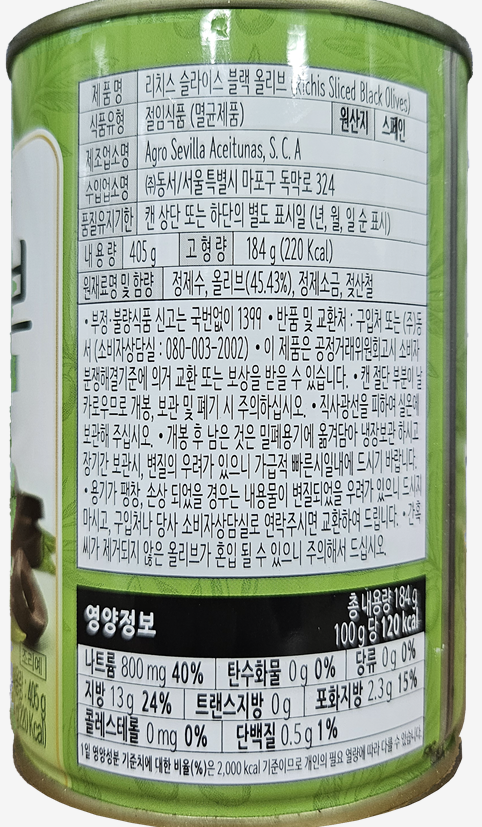 제품명 리치스 슬라이스 블랙 올리브 (Richis Sliced Black Olives)
식품유형 절임식품 (멸균제품) 원산지 스페인
제조업소명 Agro Sevilla Aceitunas, S. C. A
수입업소명 ㈜동서/서울특별시 마포구 독막로 324
품질유지기한 캔 상단 또는 하단의 별도 표시일 (년, 월, 일 순 표시)
내용량 405 g 고형량 184 g (220 Kcal)
원재료명 및 함량 정제수, 올리브(45.43%), 정제소금, 젖산철
• 부정·불량식품 신고는 국번없이 1399 • 반품 및 교환처 : 구입처 또는 (주)동
서 (소비자상담실 : 080-003-2002) • 이 제품은 공정거래위원회고시 소비자
분쟁해결기준에 의거 교환 또는 보상을 받을 수 있습니다. • 캔 절단 부분이 날
카로우므로 개봉, 보관 및 폐기 시 주의하십시오. • 직사광선을 피하여 실온에
보관해 주십시오. • 개봉 후 남은 것은 밀폐용기에 옮겨담아 냉장보관 하시고
장기간 보관시, 변질의 우려가 있으니 가급적 빠른시일내에 드시기 바랍니다.
• 용기가 팽창, 손상 되었을 경우는 내용물이 변질되었을 우려가 있으니 드시지
마시고, 구입처나 당사 소비자상담실로 연락주시면 교환하여 드립니다. • 간혹
씨가 제거되지 않은 올리브가 혼입 될 수 있으니 주의해서 드십시오.
영양정보 총 내용량 184 g
100 g 당 120 kcal
나트륨 800 mg 40% 탄수화물 0 g 0% 당류 0 g 0%
지방 13 g 24% 트랜스지방 0 g 포화지방 2.3 g 15%
콜레스테롤 0 mg 0% 단백질 0.5 g 1%
1일 영양성분 기준치에 대한 비율(%)은 2,000 kcal 기준이므로 개인의 필요 열량에 따라 다를 수 있습니다.
405 g